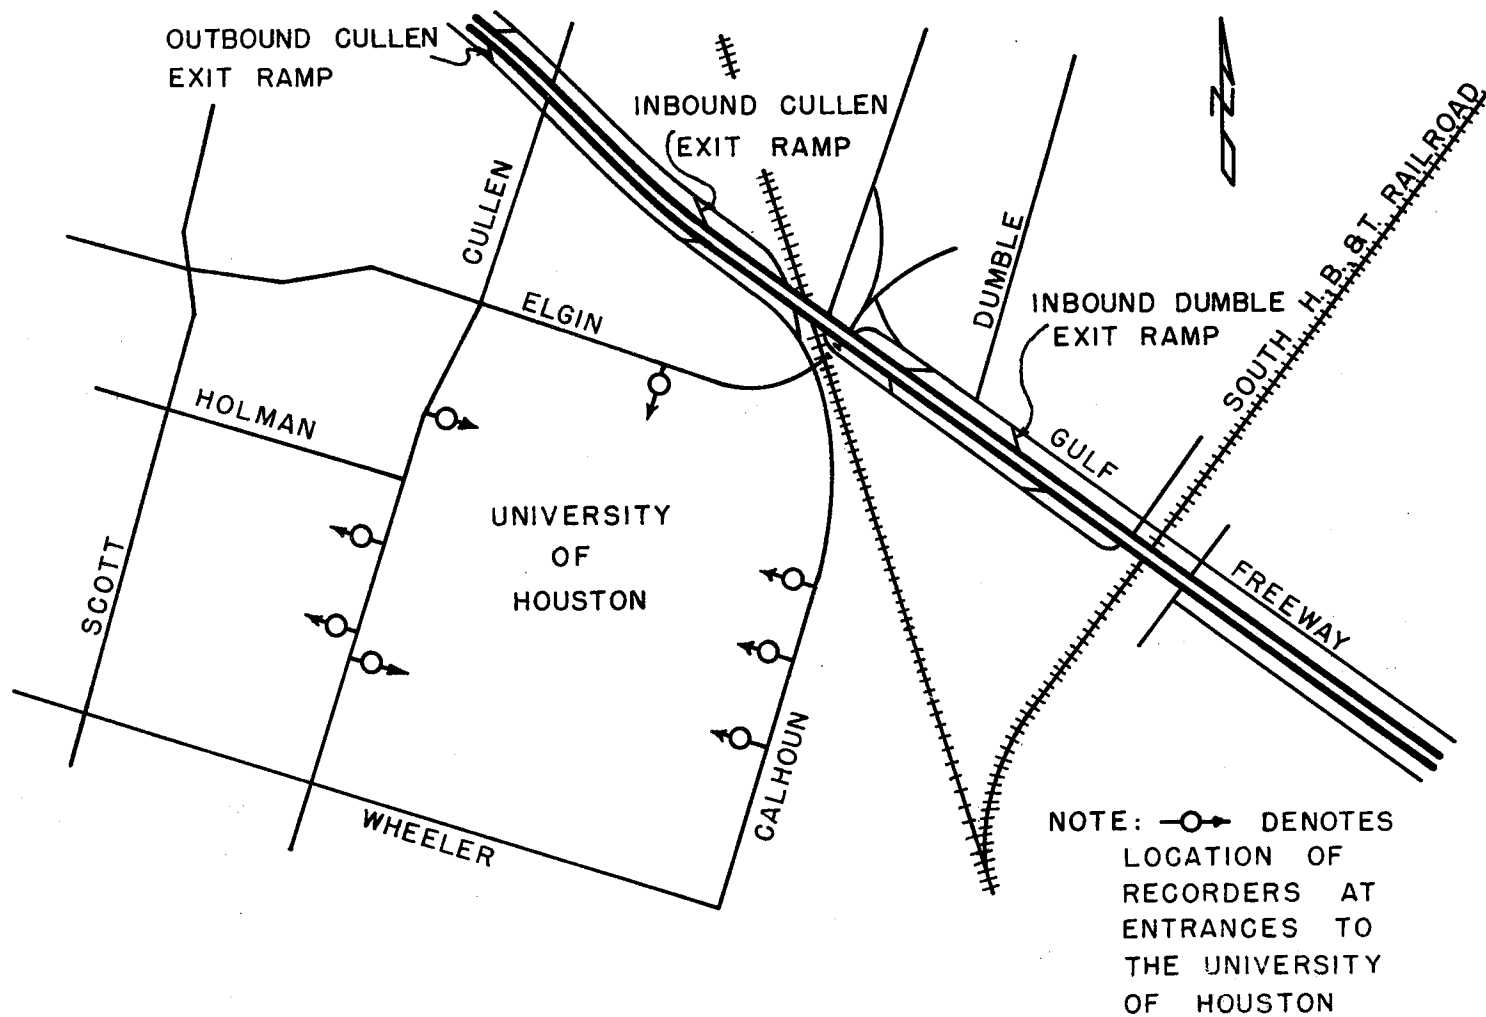 OUTBOUND CULLEN
EXIT RAMP
INBOUND CULLEN
EXIT RAMP
N
SOUTH H. B. & T. RAILROAD
CULLEN
DUMBLE
ELGIN
INBOUND DUMBLE
EXIT RAMP
HOLMAN
GULF
FREEWAY
UNIVERSITY
OF
HOUSTON
SCOTT
CALHOUN
WHEELER
NOTE: DENOTES
LOCATION OF
RECORDERS AT
ENTRANCES TO
THE UNIVERSITY
OF HOUSTON